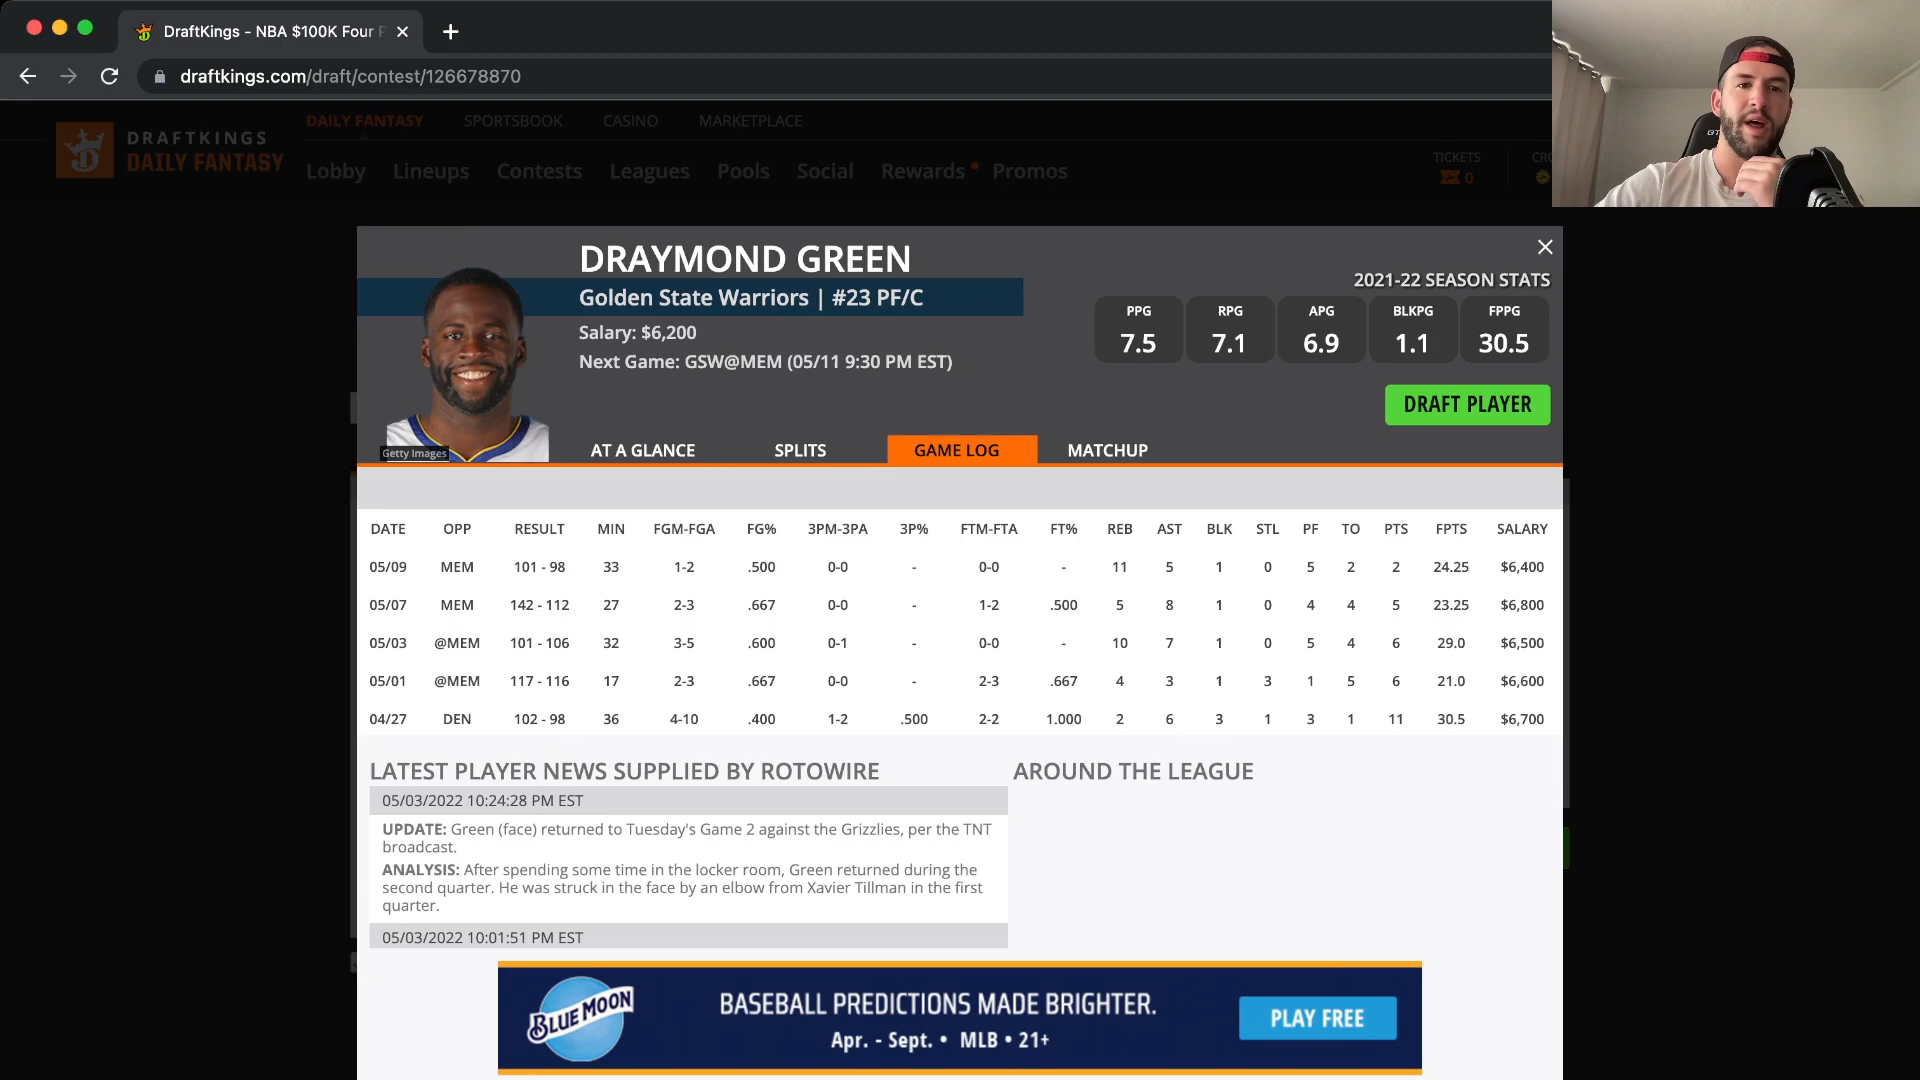 DraftKings - NBA $100K Four P
draftkings.com/draft/contest/126678870
DRAFTKINGS
DAILY FANTASY
DAILY FANTASY SPORTSBOOK CASINO MARKETPLACE
Lobby Lineups Contests Leagues Pools Social Rewards Promos
TICKETS
0
CRO
GT
DRAYMOND GREEN
Golden State Warriors | #23 PF/C
Salary: $6,200
Next Game: GSW@MEM (05/11 9:30 PM EST)
Getty Images
2021-22 SEASON STATS
PPG RPG APG BLKPG FPPG
7.5 7.1 6.9 1.1 30.5
DRAFT PLAYER
AT A GLANCE SPLITS GAME LOG MATCHUP
DATE OPP RESULT MIN FGM-FGA FG% 3PM-3PA 3P% FTM-FTA FT% REB AST BLK STL PF TO PTS FPTS SALARY
05/09 MEM 101 - 98 33 1-2 .500 0-0 - 0-0 - 11 5 1 0 5 2 2 24.25 $6,400
05/07 MEM 142 - 112 27 2-3 .667 0-0 - 1-2 .500 5 8 1 0 4 4 5 23.25 $6,800
05/03 @MEM 101 - 106 32 3-5 .600 0-1 - 0-0 - 10 7 1 0 5 4 6 29.0 $6,500
05/01 @MEM 117 - 116 17 2-3 .667 0-0 - 2-3 .667 4 3 1 3 1 5 6 21.0 $6,600
04/27 DEN 102 - 98 36 4-10 .400 1-2 .500 2-2 1.000 2 6 3 1 3 1 11 30.5 $6,700
LATEST PLAYER NEWS SUPPLIED BY ROTOWIRE
AROUND THE LEAGUE
05/03/2022 10:24:28 PM EST
UPDATE: Green (face) returned to Tuesday's Game 2 against the Grizzlies, per the TNT
broadcast.
ANALYSIS: After spending some time in the locker room, Green returned during the
second quarter. He was struck in the face by an elbow from Xavier Tillman in the first
quarter.
05/03/2022 10:01:51 PM EST
BLUE MOON
BASEBALL PREDICTIONS MADE BRIGHTER.
Apr. - Sept. • MLB • 21+
PLAY FREE